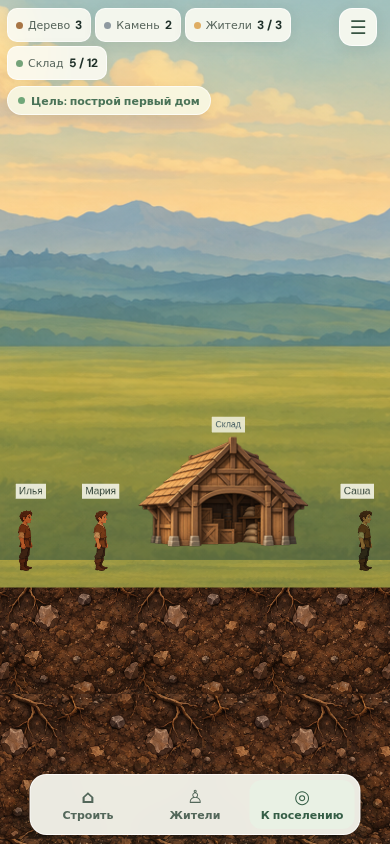 Дерево 3
Камень 2
Жители 3 / 3
Склад 5 / 12
Цель: построй первый дом
Склад
Илья
Мария
Саша
Строить
Жители
К поселению